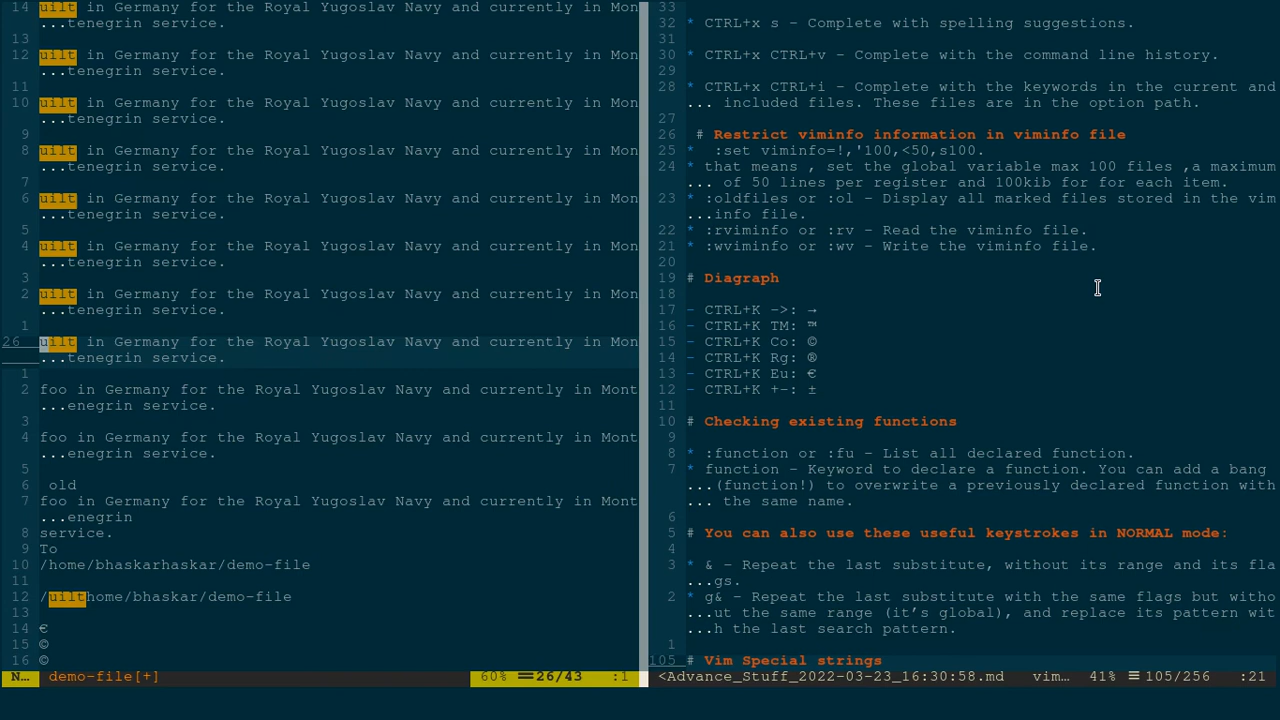 14 uilt in Germany for the Royal Yugoslav Navy and currently in Mon
...tenegrin service.
13
12 uilt in Germany for the Royal Yugoslav Navy and currently in Mon
...tenegrin service.
11
10 uilt in Germany for the Royal Yugoslav Navy and currently in Mon
...tenegrin service.
9
8 uilt in Germany for the Royal Yugoslav Navy and currently in Mon
...tenegrin service.
7
6 uilt in Germany for the Royal Yugoslav Navy and currently in Mon
...tenegrin service.
5
4 uilt in Germany for the Royal Yugoslav Navy and currently in Mon
...tenegrin service.
3
2 uilt in Germany for the Royal Yugoslav Navy and currently in Mon
...tenegrin service.
1
26 uilt in Germany for the Royal Yugoslav Navy and currently in Mon
...tenegrin service.
1
2 foo in Germany for the Royal Yugoslav Navy and currently in Mont
...enegrin service.
3
4 foo in Germany for the Royal Yugoslav Navy and currently in Mont
...enegrin service.
5
6 old
7 foo in Germany for the Royal Yugoslav Navy and currently in Mont
...enegrin
8 service.
9 To
10 /home/bhaskarhaskar/demo-file
11
12 /uilthome/bhaskar/demo-file
13
14 €
15 ©
16 ©
N… demo-file[+] 60% ☰26/43 :1
33
32 * CTRL+x s – Complete with spelling suggestions.
31
30 * CTRL+x CTRL+v – Complete with the command line history.
29
28 * CTRL+x CTRL+i – Complete with the keywords in the current and
... included files. These files are in the option path.
27
26 # Restrict viminfo information in viminfo file
25 * :set viminfo=!,'100,<50,s100.
24 * that means , set the global variable max 100 files ,a maximum
... of 50 lines per register and 100kib for for each item.
23 * :oldfiles or :ol – Display all marked files stored in the vim
...info file.
22 * :rviminfo or :rv – Read the viminfo file.
21 * :wviminfo or :wv – Write the viminfo file.
20
19 # Diagraph
18
17 - CTRL+K ->: →
16 - CTRL+K TM: ™
15 - CTRL+K Co: ©
14 - CTRL+K Rg: ®
13 - CTRL+K Eu: €
12 - CTRL+K +-: ±
11
10 # Checking existing functions
9
8 * :function or :fu – List all declared function.
7 * function – Keyword to declare a function. You can add a bang
...(function!) to overwrite a previously declared function with
... the same name.
6
5 # You can also use these useful keystrokes in NORMAL mode:
4
3 * & – Repeat the last substitute, without its range and its fla
...gs.
2 * g& – Repeat the last substitute with the same flags but witho
...ut the same range (it’s global), and replace its pattern wit
...h the last search pattern.
1
105 # Vim Special strings
<Advance_Stuff_2022-03-23_16:30:58.md vim… 41% ☰ 105/256 :21